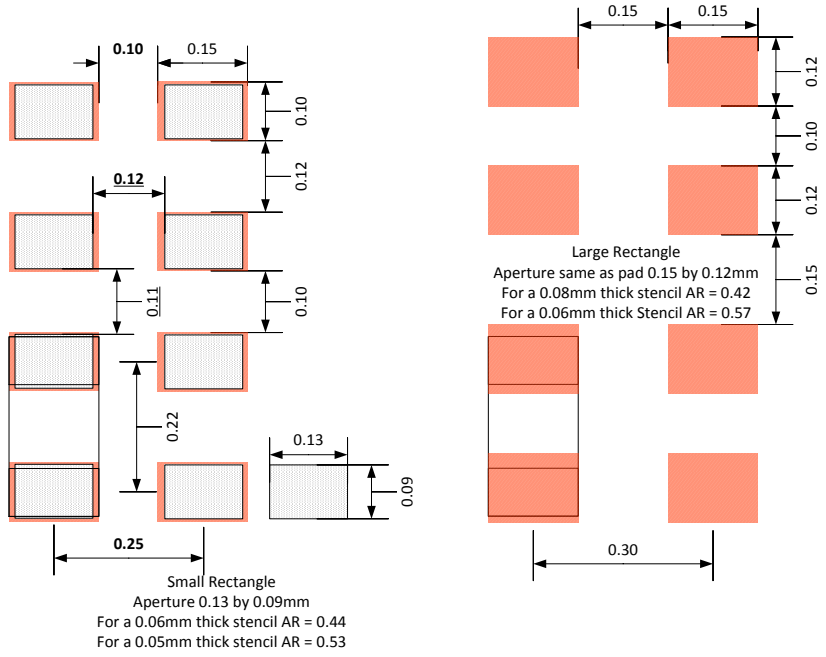 0.10
0.15
0.10
0.12
0.12
0.11
0.10
0.22
0.13
0.09
0.25
Small Rectangle
Aperture 0.13 by 0.09mm
For a 0.06mm thick stencil AR = 0.44
For a 0.05mm thick stencil AR = 0.53
0.15
0.15
0.12
0.10
0.12
0.15
Large Rectangle
Aperture same as pad 0.15 by 0.12mm
For a 0.08mm thick stencil AR = 0.42
For a 0.06mm thick Stencil AR = 0.57
0.30